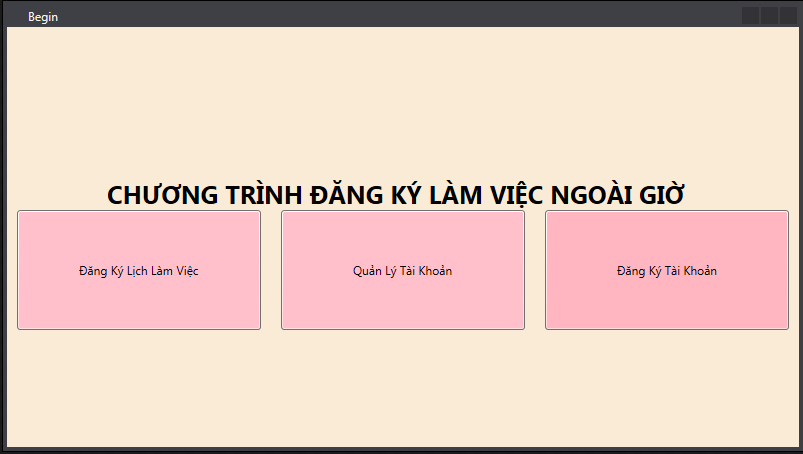 Begin
CHƯƠNG TRÌNH ĐĂNG KÝ LÀM VIỆC NGOÀI GIỜ
Đăng Ký Lịch Làm Việc
Quản Lý Tài Khoản
Đăng Ký Tài Khoản